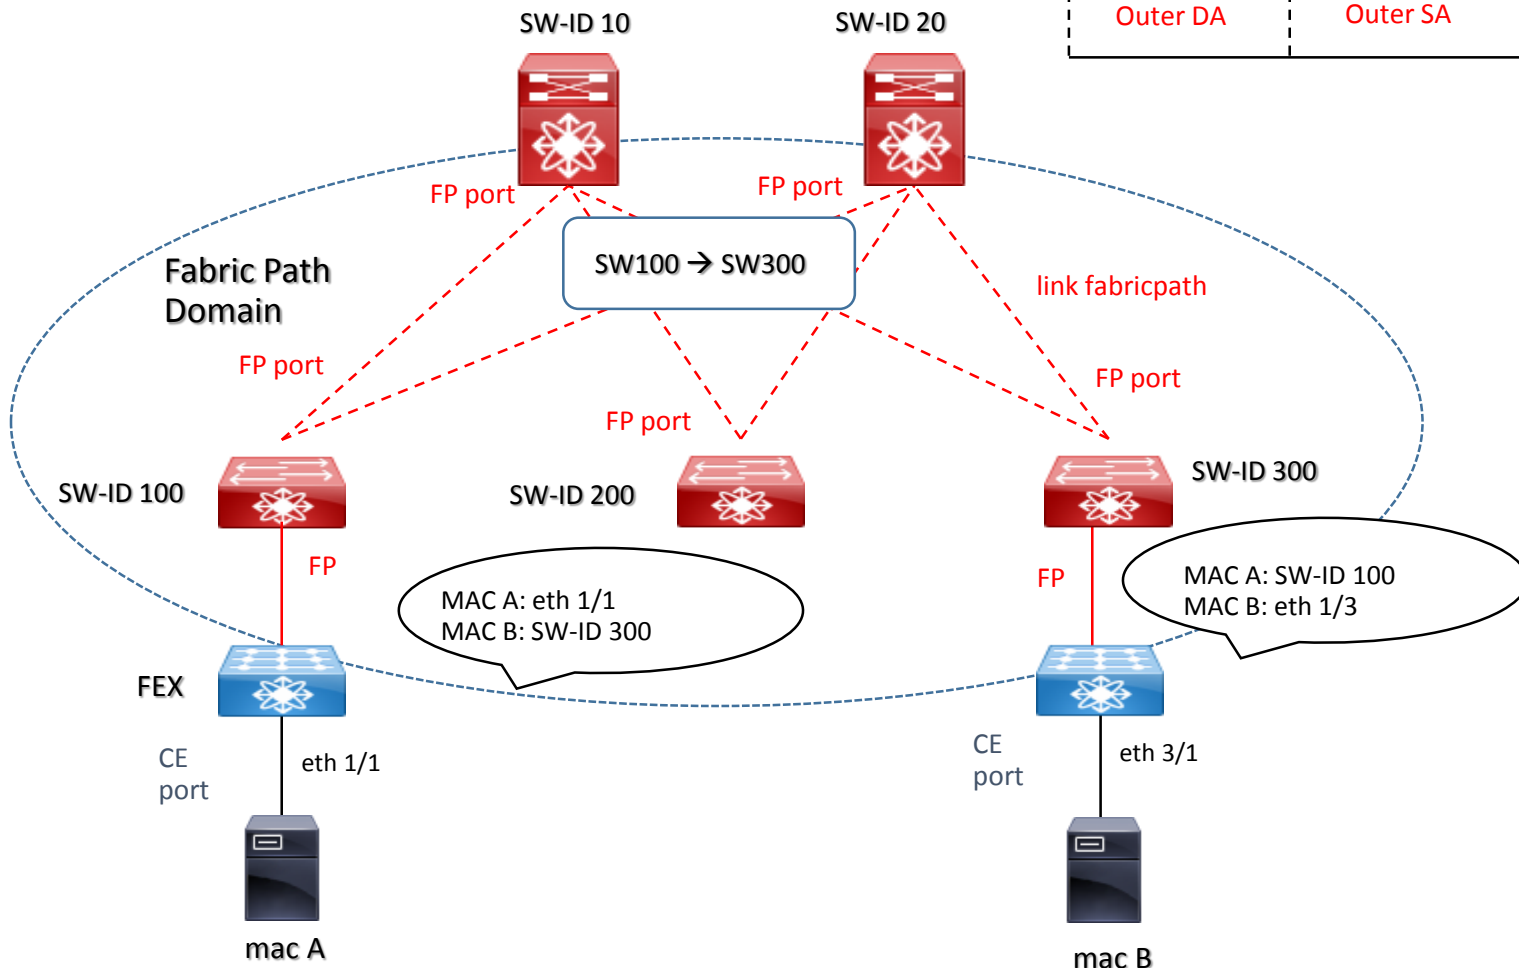 SW-ID 10
SW-ID 20
Outer DA
Outer SA
FP port
FP port
Fabric Path
Domain
SW100 → SW300
link fabricpath
FP port
FP port
FP port
SW-ID 100
SW-ID 200
SW-ID 300
FP
FP
MAC A: eth 1/1
MAC B: SW-ID 300
MAC A: SW-ID 100
MAC B: eth 1/3
FEX
CE
port
eth 1/1
CE
port
eth 3/1
mac A
mac B